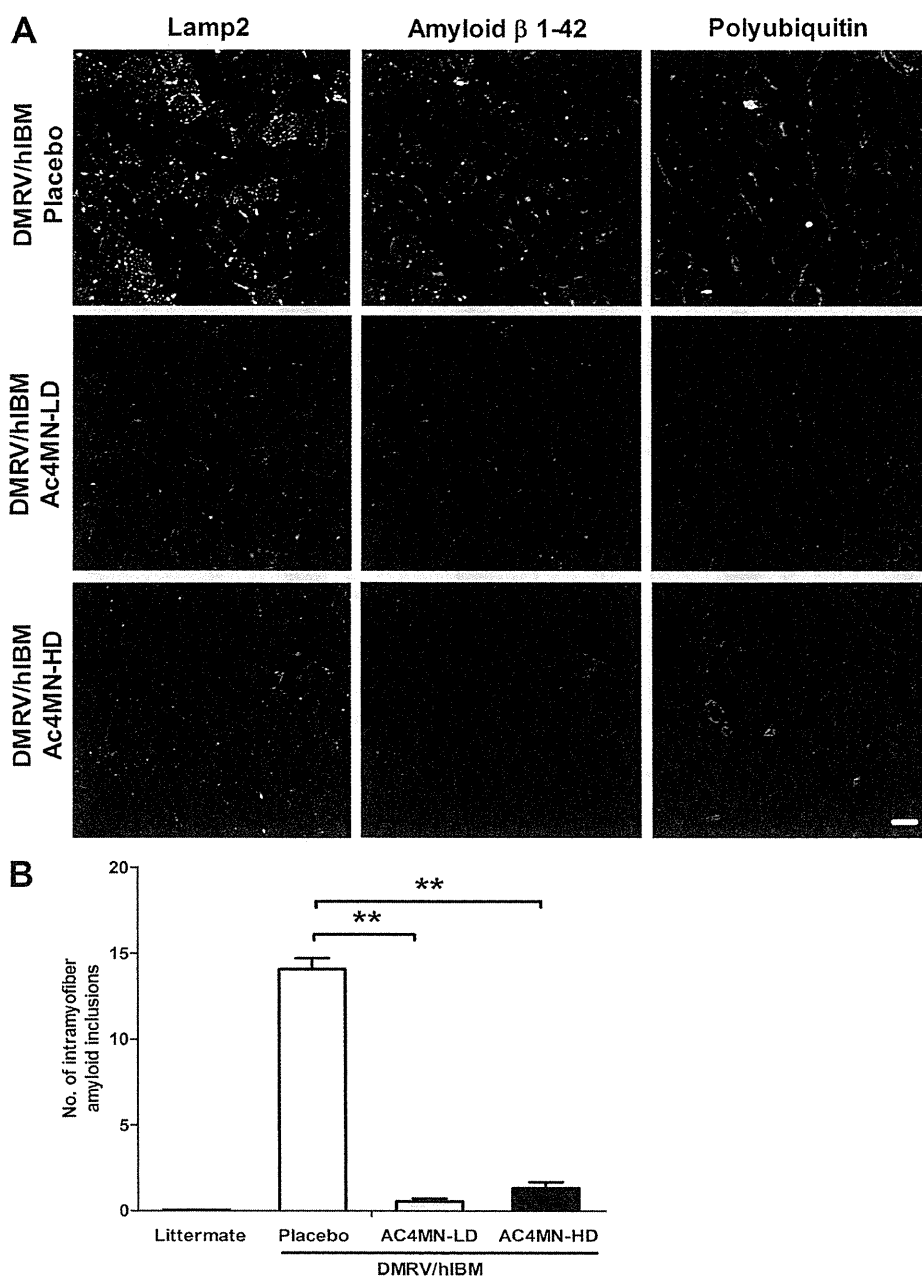 A
Lamp2 Amyloid β 1-42 Polyubiquitin
DMRV/hIBM
Placebo
DMRV/hIBM
Ac4MN-LD
DMRV/hIBM
Ac4MN-HD
B
No. of intramyofiber
amyloid inclusions
20
15
10
5
0
**
**
Littermate Placebo AC4MN-LD AC4MN-HD
DMRV/hIBM